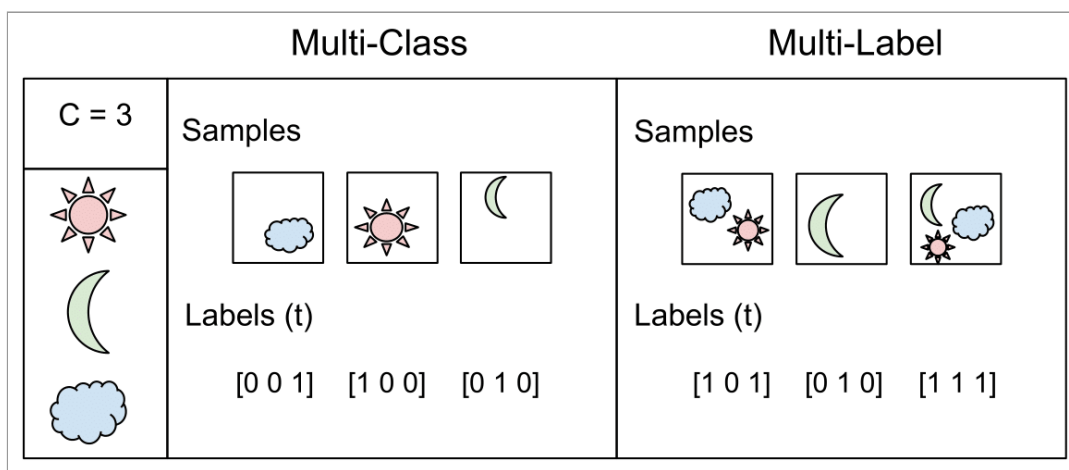 Multi-Class
Multi-Label
C = 3
Samples
Labels (t)
[0 0 1] [1 0 0] [0 1 0]
Samples
Labels (t)
[1 0 1] [0 1 0] [1 1 1]